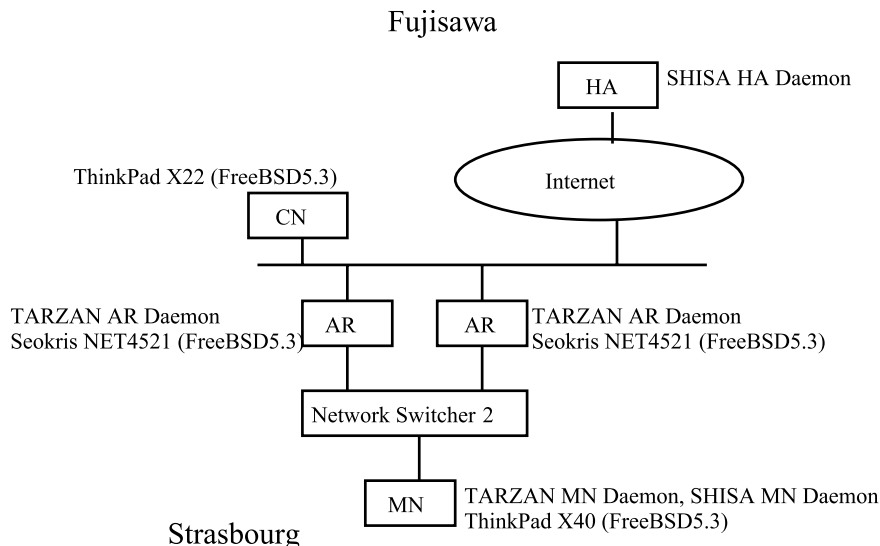 Fujisawa
HA
SHISA HA Daemon
Internet
ThinkPad X22 (FreeBSD5.3)
CN
TARZAN AR Daemon
Seokris NET4521 (FreeBSD5.3)
AR
AR
TARZAN AR Daemon
Seokris NET4521 (FreeBSD5.3)
Network Switcher 2
MN
TARZAN MN Daemon, SHISA MN Daemon
ThinkPad X40 (FreeBSD5.3)
Strasbourg